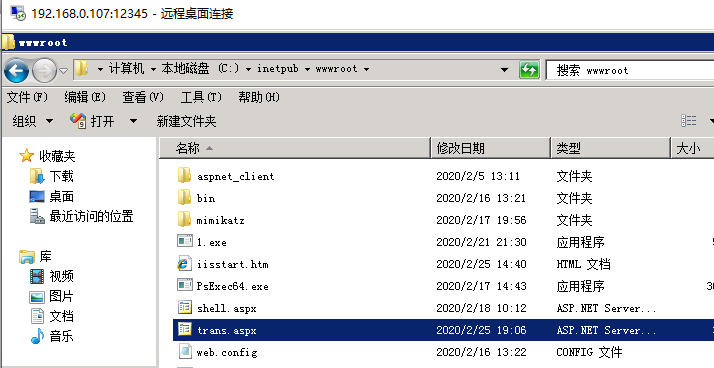 192.168.0.107:12345 - 远程桌面连接
wwwroot
计算机 本地磁盘 (C:) inetpub wwwroot 搜索 wwwroot
文件(F) 编辑(E) 查看(V) 工具(T) 帮助(H)
组织 打开 新建文件夹
名称 修改日期 类型 大小
收藏夹
下载
桌面
最近访问的位置
库
视频
图片
文档
音乐
aspnet_client 2020/2/5 13:11 文件夹
bin 2020/2/16 13:21 文件夹
mimikatz 2020/2/17 19:56 文件夹
1.exe 2020/2/21 21:30 应用程序
iisstart.htm 2020/2/25 14:40 HTML 文档
PsExec64.exe 2020/2/17 14:43 应用程序
shell.aspx 2020/2/18 10:12 ASP.NET Server...
trans.aspx 2020/2/25 19:06 ASP.NET Server...
web.config 2020/2/16 13:22 CONFIG 文件